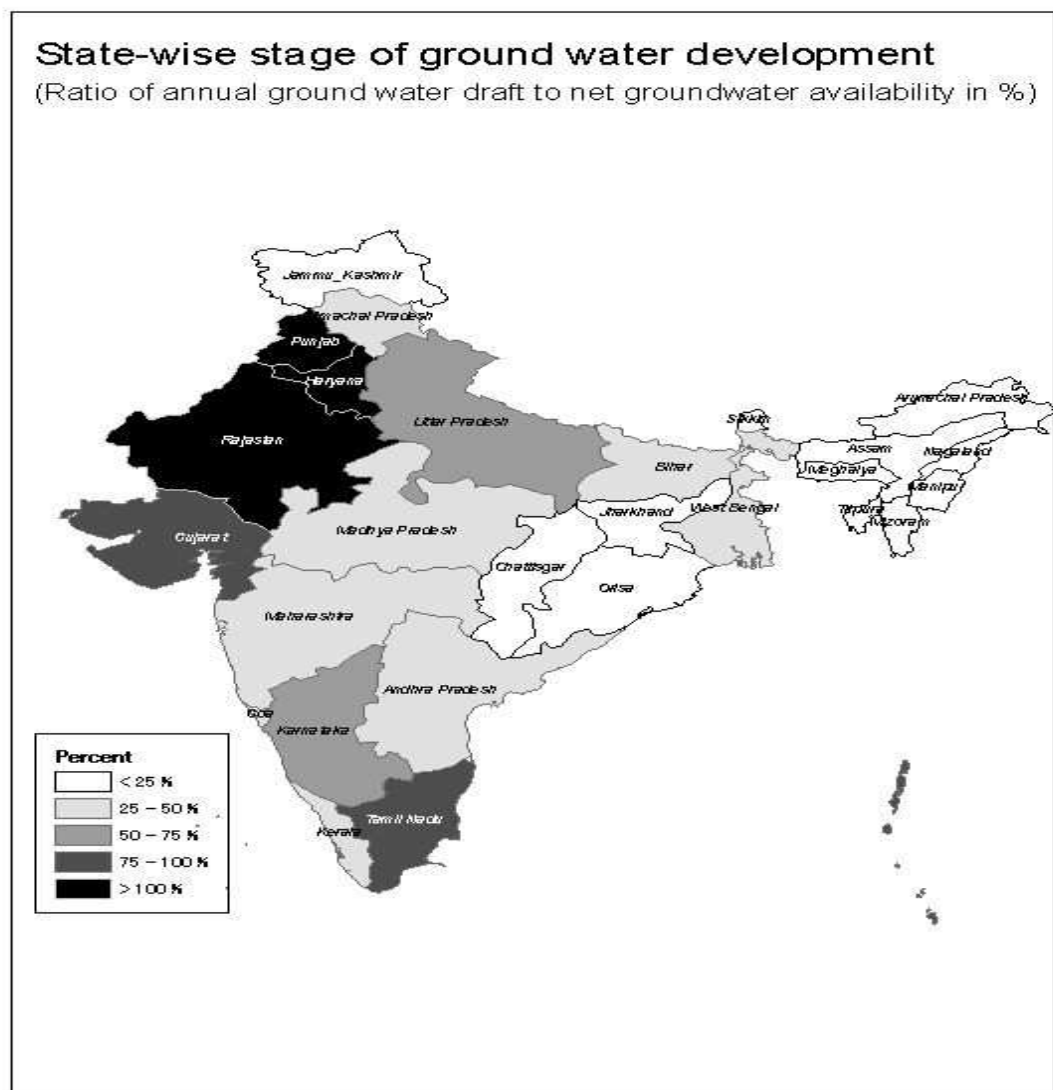 State-wise stage of ground water development
(Ratio of annual ground water draft to net groundwater availability in %)
Jammu_Kashmir
machal Pradesh
Punjab
Haryana
Arunachal Pradesh
Uttar Pradesh
Sikkim
Rajastan
Assam
Nagaland
Bihar
Meghalya
Manipur
Madhya Pradesh
Jharkhand
West Bengal
Tripura
Mizoram
Gujarat
Chattisgar
Orisa
Maharashtra
Andhra Pradesh
Goa
Karnataka
Tamil Nadu
Kerala
Percent
< 25 %
25 – 50 %
50 – 75 %
75 – 100 %
> 100 %